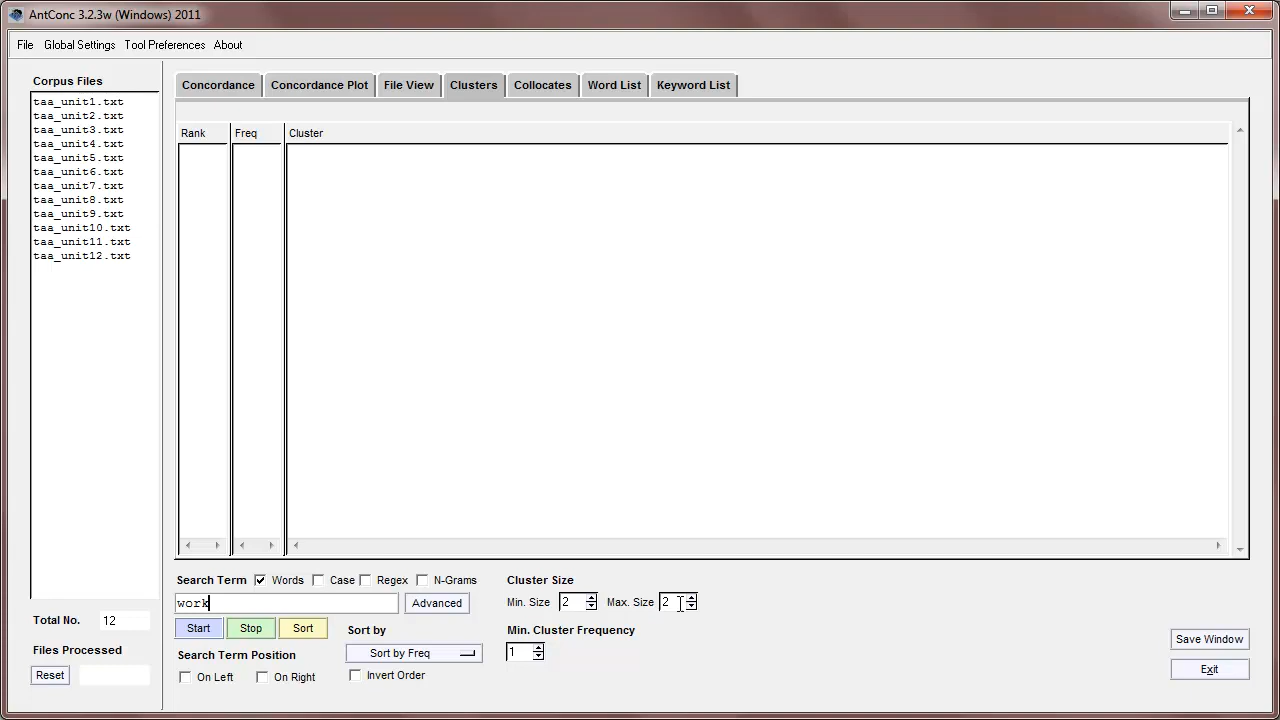 AntConc 3.2.3w (Windows) 2011
File Global Settings Tool Preferences About
Corpus Files
taa_unit1.txt
taa_unit2.txt
taa_unit3.txt
taa_unit4.txt
taa_unit5.txt
taa_unit6.txt
taa_unit7.txt
taa_unit8.txt
taa_unit9.txt
taa_unit10.txt
taa_unit11.txt
taa_unit12.txt
Total No. 12
Files Processed
Reset
Concordance Concordance Plot File View Clusters Collocates Word List Keyword List
Rank Freq Cluster
Search Term Words Case Regex N-Grams
work Advanced
Start Stop Sort
Search Term Position
On Left On Right
Sort by
Sort by Freq
Invert Order
Cluster Size
Min. Size 2 Max. Size 2
Min. Cluster Frequency
1
Save Window
Exit